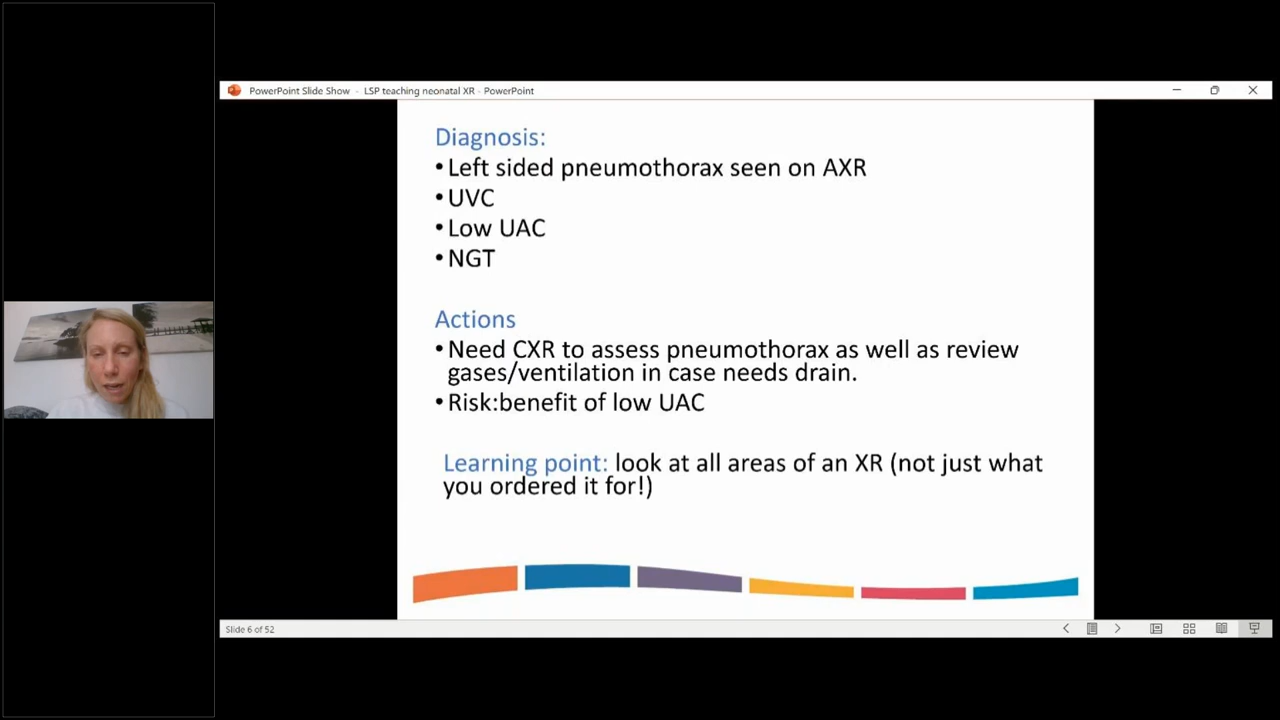 PowerPoint Slide Show - LSP teaching neonatal XR - PowerPoint
Diagnosis:
•Left sided pneumothorax seen on AXR
•UVC
•Low UAC
•NGT
Actions
•Need CXR to assess pneumothorax as well as review
gases/ventilation in case needs drain.
•Risk:benefit of low UAC
Learning point: look at all areas of an XR (not just what
you ordered it for!)
Slide 6 of 52